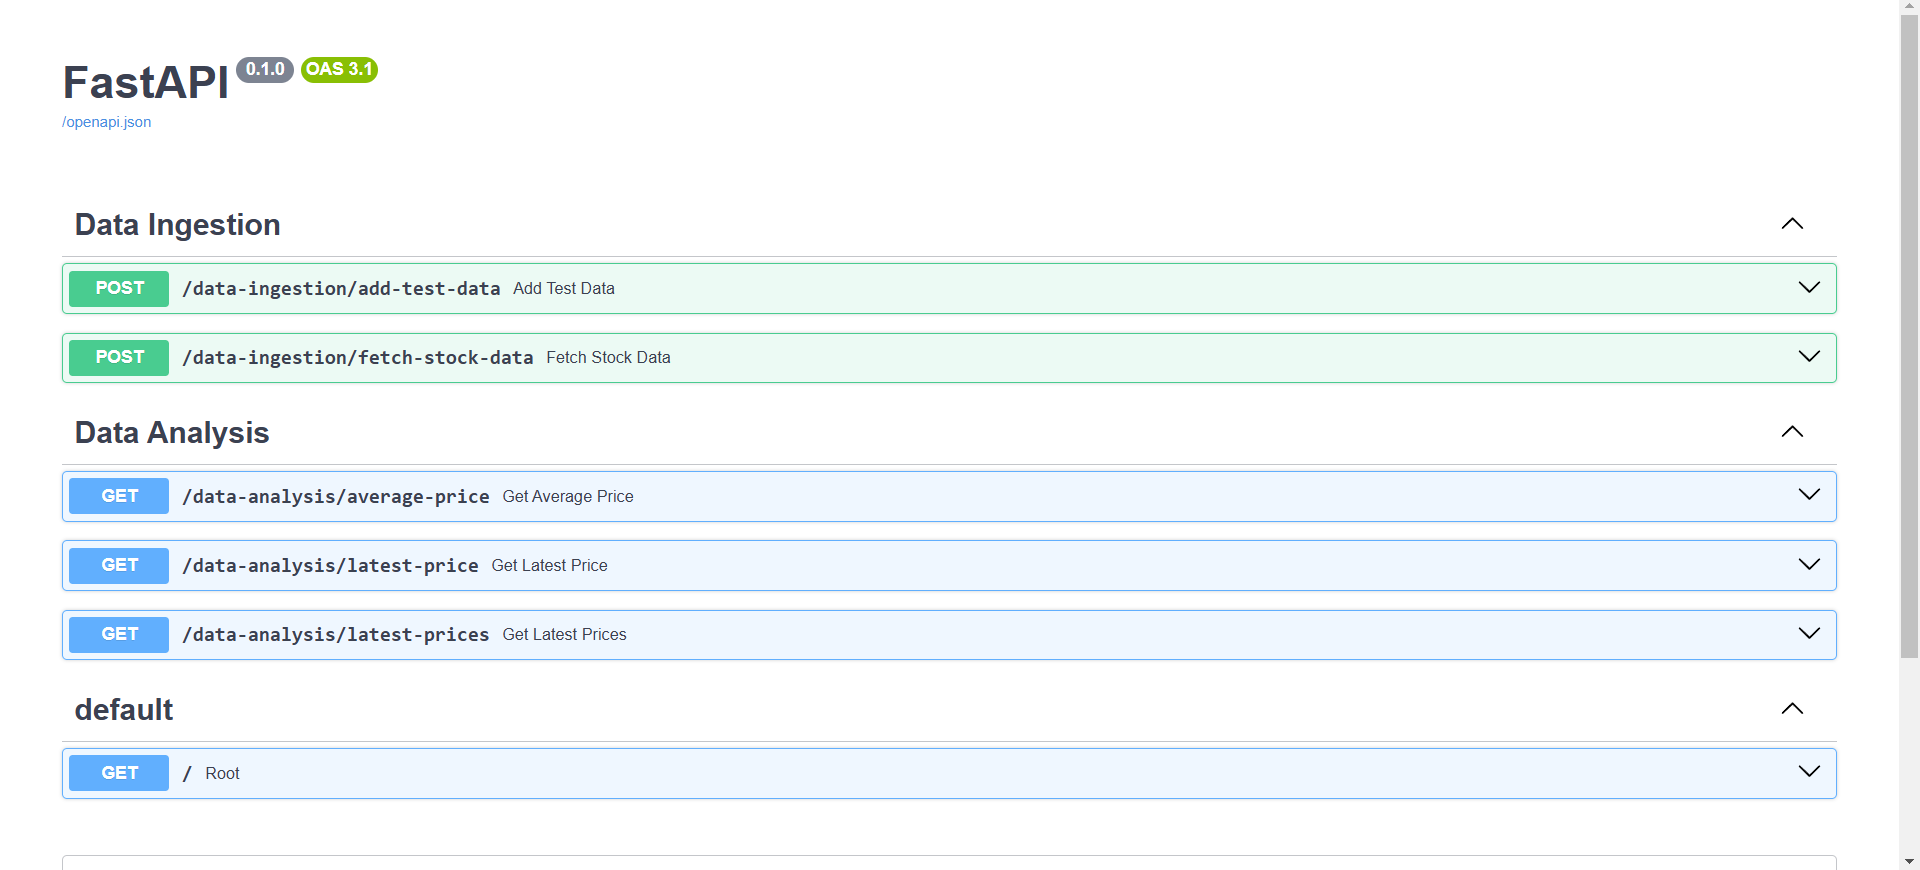 FastAPI 0.1.0 OAS 3.1
/openapi.json
Data Ingestion
POST /data-ingestion/add-test-data Add Test Data
POST /data-ingestion/fetch-stock-data Fetch Stock Data
Data Analysis
GET /data-analysis/average-price Get Average Price
GET /data-analysis/latest-price Get Latest Price
GET /data-analysis/latest-prices Get Latest Prices
default
GET / Root